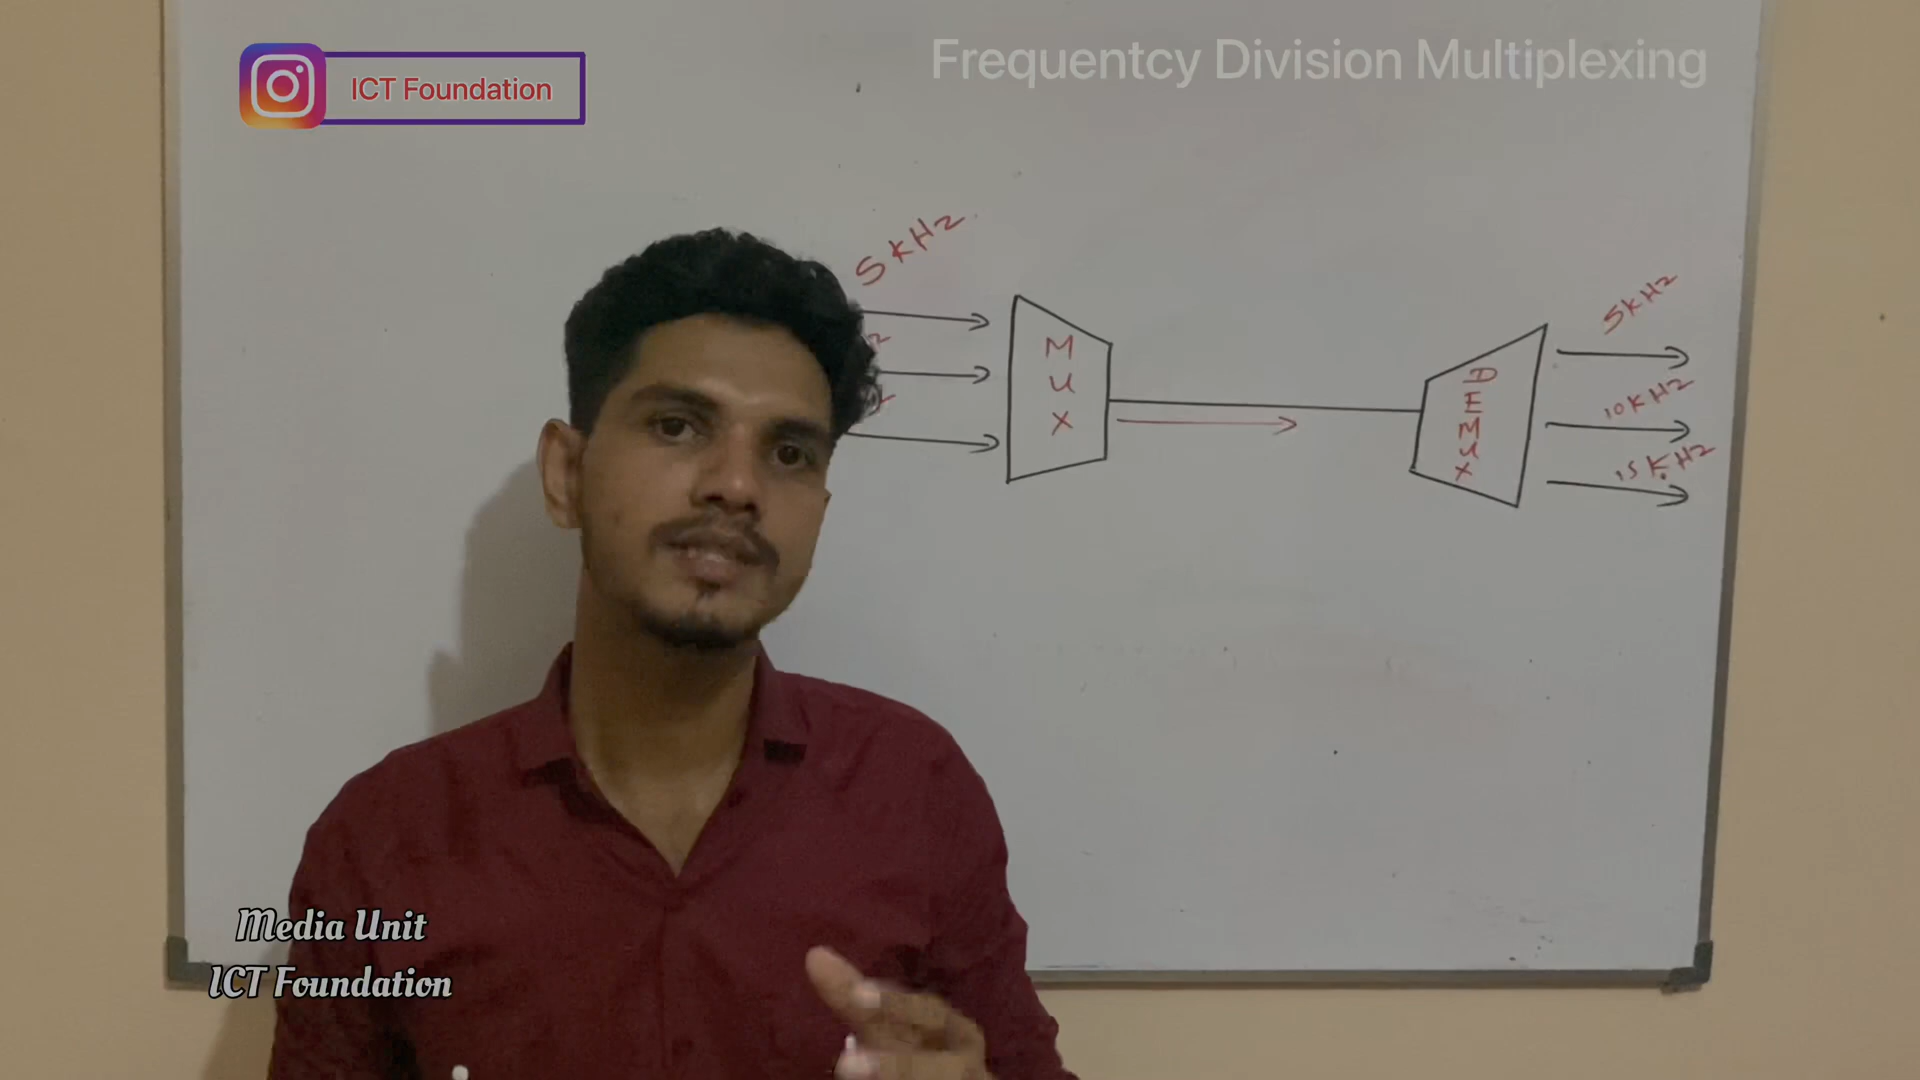 ICT Foundation
Frequentcy Division Multiplexing
5KHz
MUX
DEMUX
5KHz
10KHz
15KHz
Media Unit
ICT Foundation